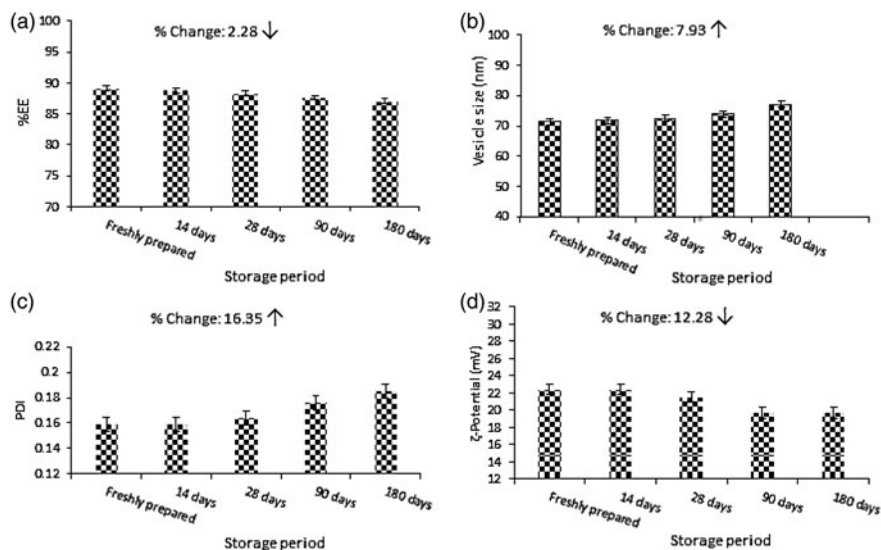 (a)
% Change: 2.28 ↓
%EE
100
95
90
85
80
75
70
Freshly prepared
14 days
28 days
90 days
180 days
Storage period
(b)
% Change: 7.93 ↑
Vesicle size (nm)
100
90
80
70
60
50
40
Freshly prepared
14 days
28 days
90 days
180 days
Storage period
(c)
% Change: 16.35 ↑
PDI
0.22
0.2
0.18
0.16
0.14
0.12
Freshly prepared
14 days
28 days
90 days
180 days
Storage period
(d)
% Change: 12.28 ↓
ζ-Potential (mV)
32
30
28
26
24
22
20
18
16
14
12
Freshly prepared
14 days
28 days
90 days
180 days
Storage period